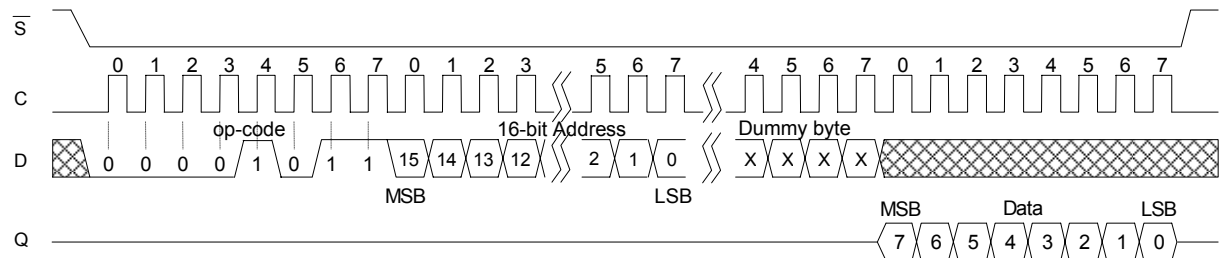 S
0 1 2 3 4 5 6 7 0 1 2 3 5 6 7 4 5 6 7 0 1 2 3 4 5 6 7
C
op-code 16-bit Address Dummy byte
D 0 0 0 0 1 0 1 1 15 14 13 12 2 1 0 X X X X
MSB LSB
MSB Data LSB
Q 7 6 5 4 3 2 1 0